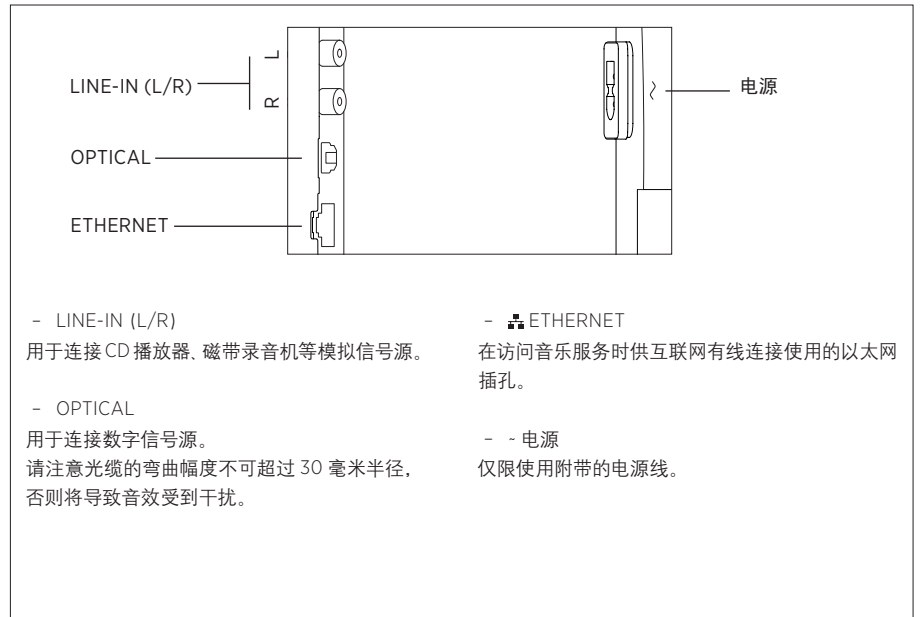 L
LINE-IN (L/R)
R
电源
~
OPTICAL
ETHERNET
– LINE-IN (L/R)
用于连接 CD 播放器、磁带录音机等模拟信号源。
– OPTICAL
用于连接数字信号源。
请注意光缆的弯曲幅度不可超过 30 毫米半径，
否则将导致音效受到干扰。
– ETHERNET
在访问音乐服务时供互联网有线连接使用的以太网
插孔。
– ~ 电源
仅限使用附带的电源线。